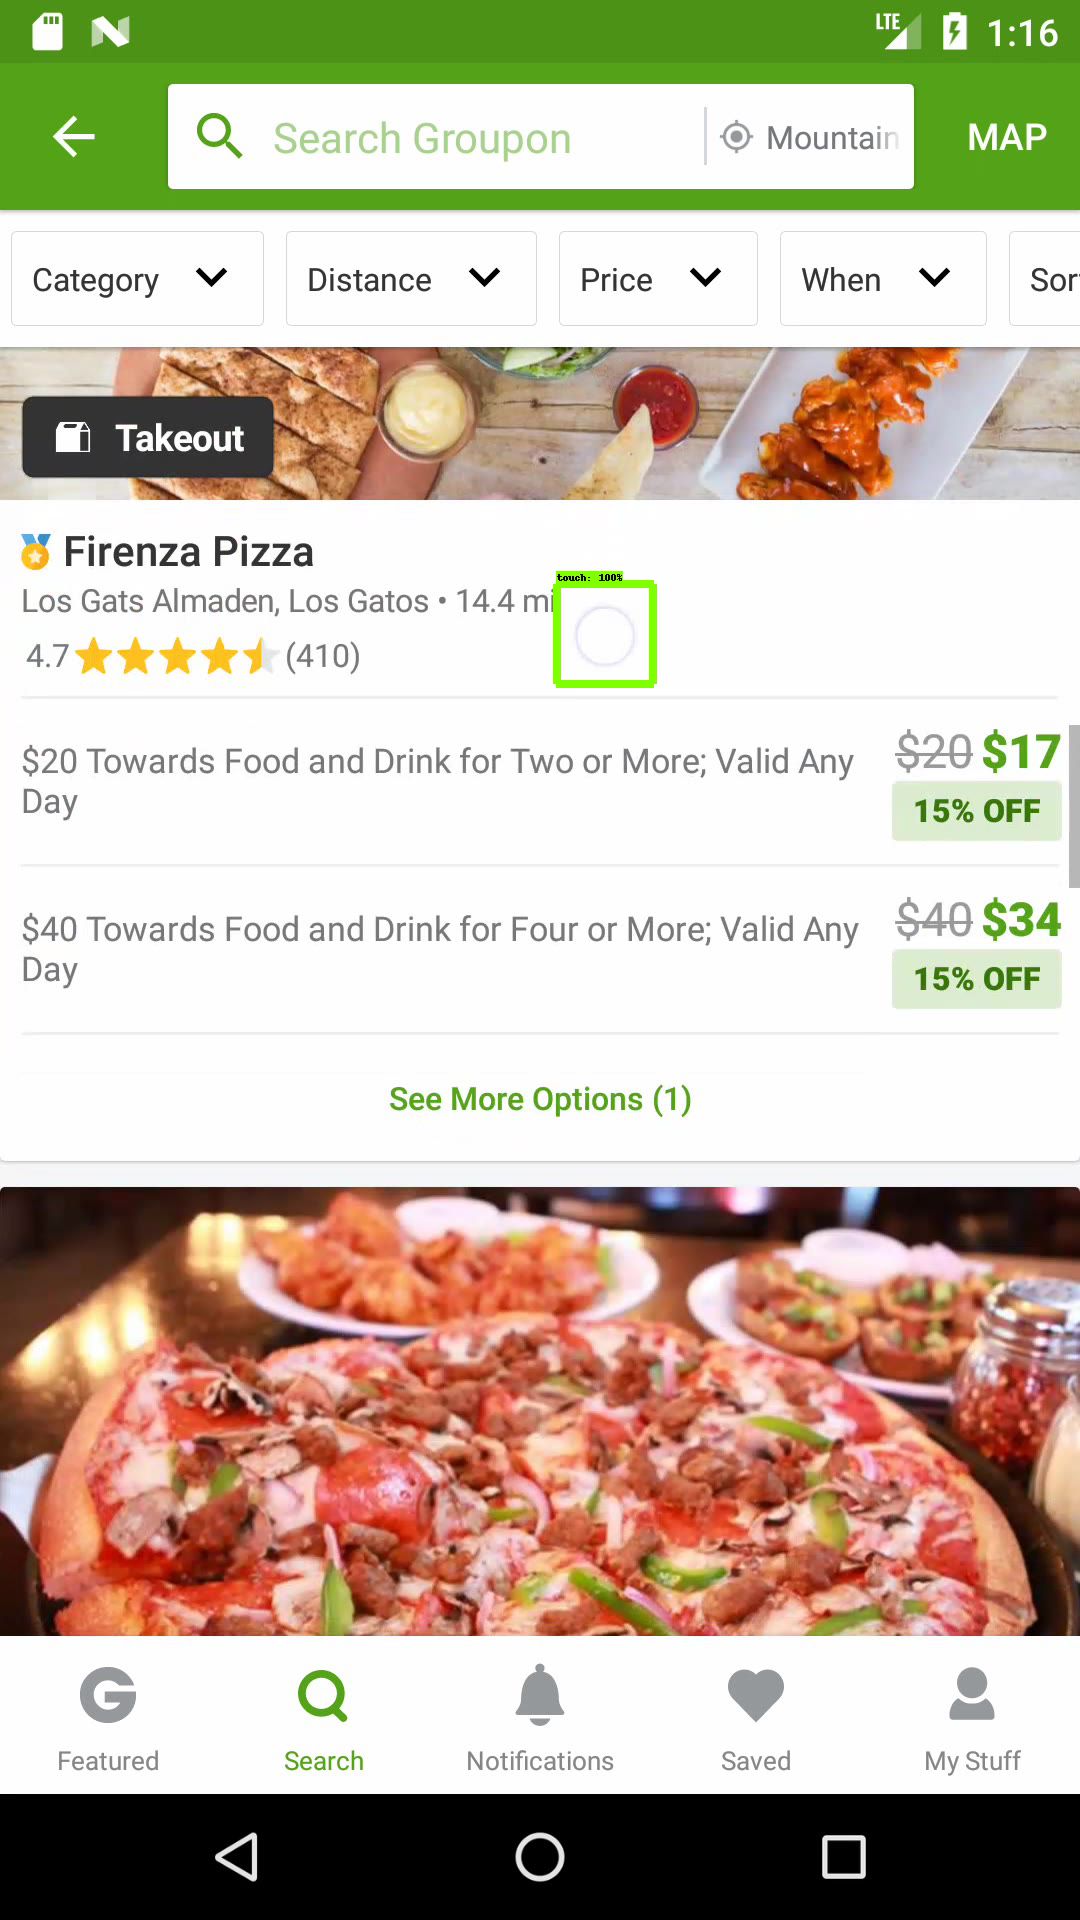 LTE 1:16
Search Groupon Mountain MAP
Category Distance Price When Sor
Takeout
Firenza Pizza
touch: 100%
Los Gats Almaden, Los Gatos • 14.4 mi
4.7 (410)
$20 Towards Food and Drink for Two or More; Valid Any Day
$20 $17
15% OFF
$40 Towards Food and Drink for Four or More; Valid Any Day
$40 $34
15% OFF
See More Options (1)
Featured Search Notifications Saved My Stuff